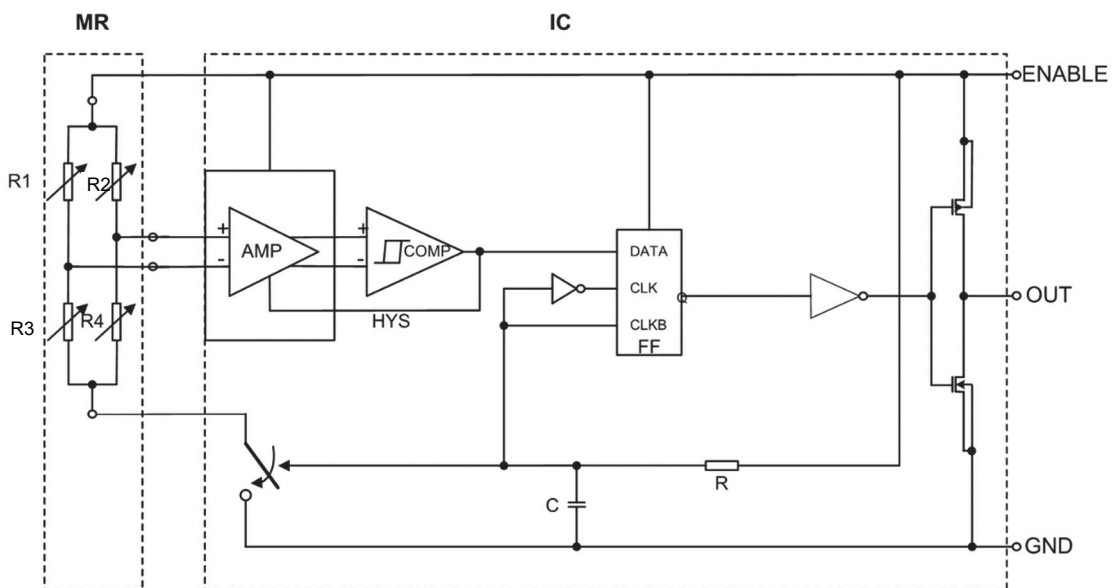 MR
IC
ENABLE
R1
R2
+
-
AMP
+
-
COMP
HYS
DATA
CLK
CLKB
FF
Q
OUT
R3
R4
R
C
GND